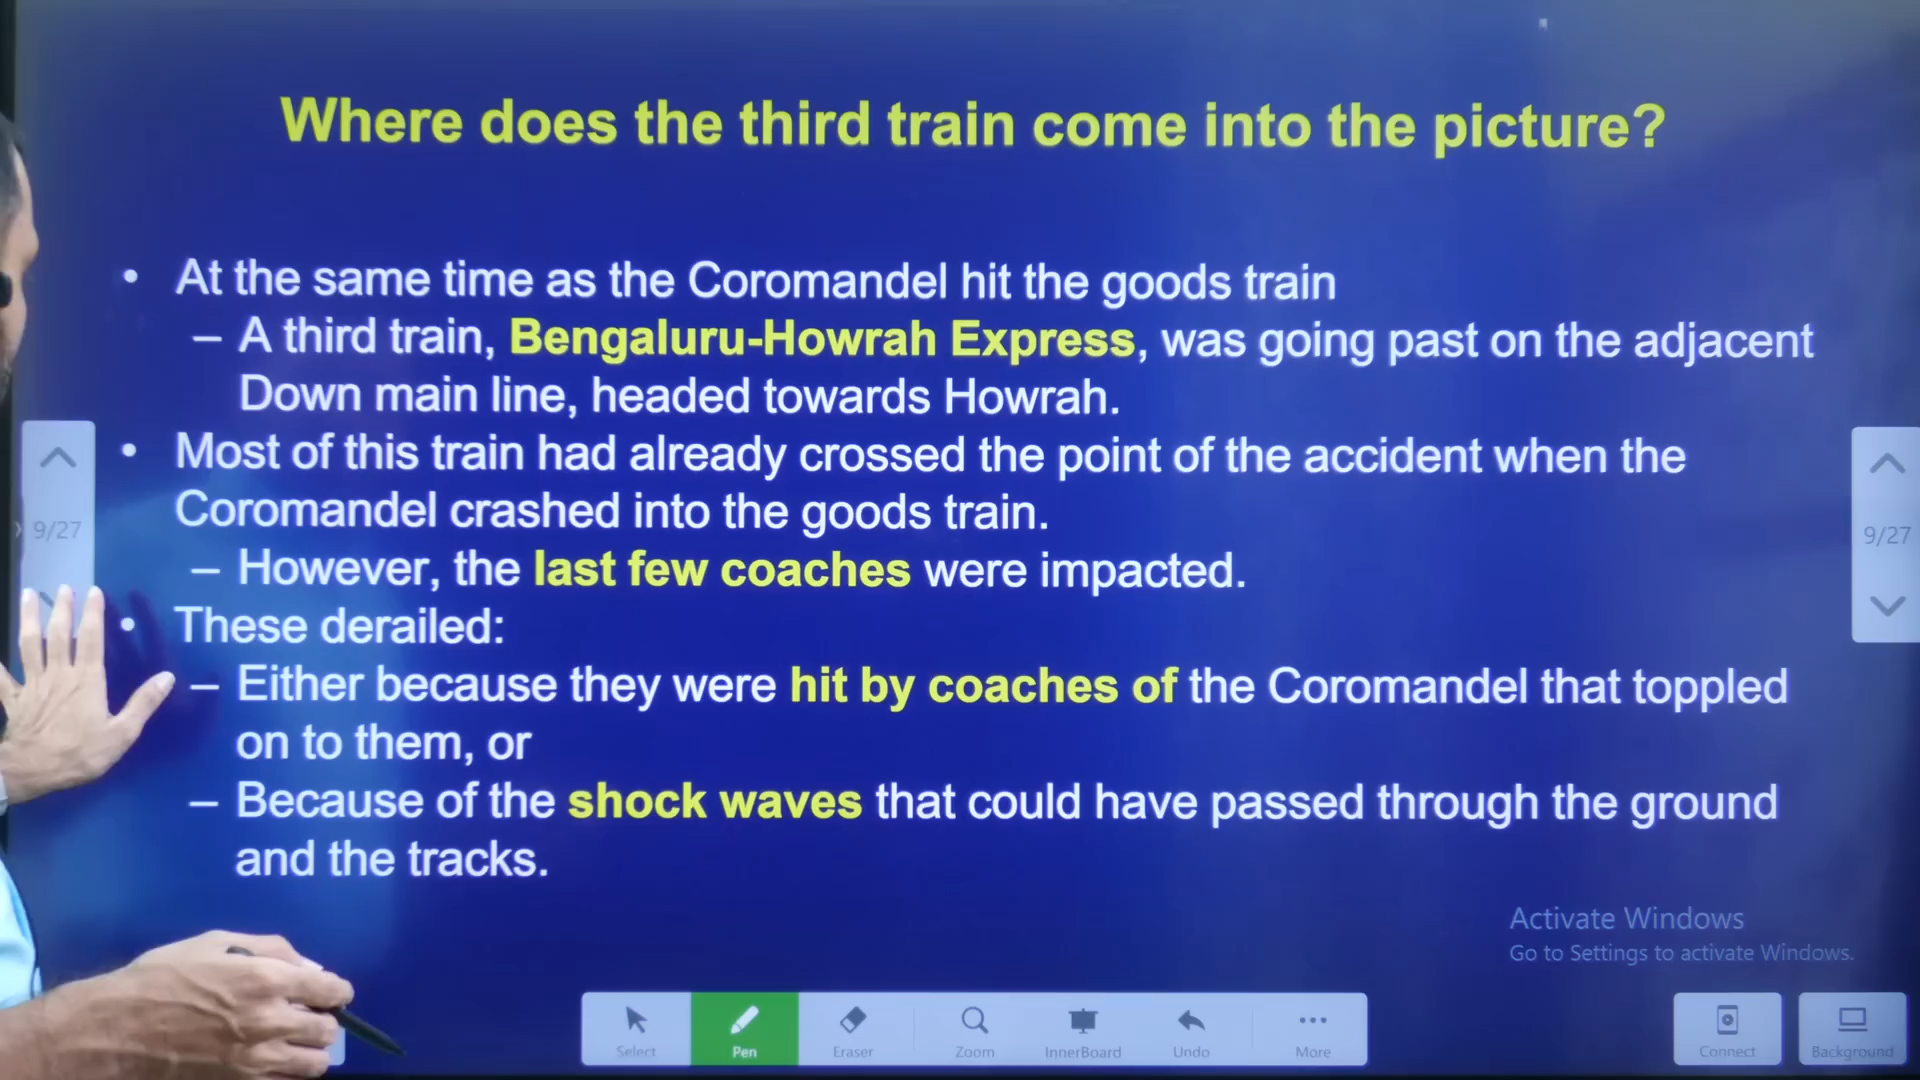 Where does the third train come into the picture?
• At the same time as the Coromandel hit the goods train
– A third train, Bengaluru-Howrah Express, was going past on the adjacent
Down main line, headed towards Howrah.
• Most of this train had already crossed the point of the accident when the
Coromandel crashed into the goods train.
– However, the last few coaches were impacted.
• These derailed:
– Either because they were hit by coaches of the Coromandel that toppled
on to them, or
– Because of the shock waves that could have passed through the ground
and the tracks.
9/27
9/27
Activate Windows
Go to Settings to activate Windows.
Select
Pen
Eraser
Zoom
InnerBoard
Undo
More
Connect
Background